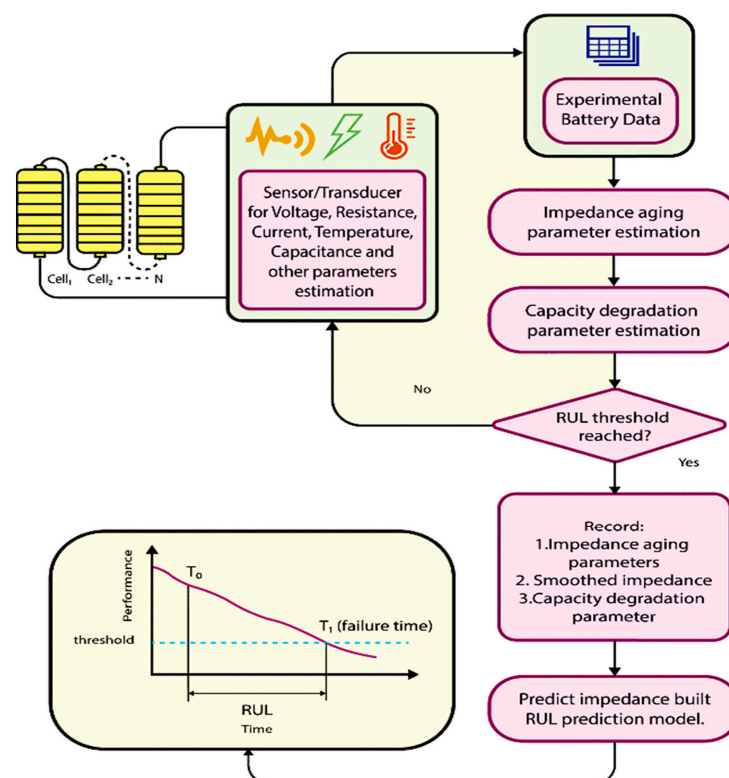 Experimental
Battery Data
Sensor/Transducer
for Voltage, Resistance,
Current, Temperature,
Capacitance and
other parameters
estimation
Cell₁ Cell₂ N
Impedance aging
parameter estimation
Capacity degradation
parameter estimation
No
RUL threshold
reached?
Yes
Record:
1.Impedance aging
parameters
2. Smoothed impedance
3.Capacity degradation
parameter
Predict impedance built
RUL prediction model.
Performance
T₀
T₁ (failure time)
threshold
RUL
Time